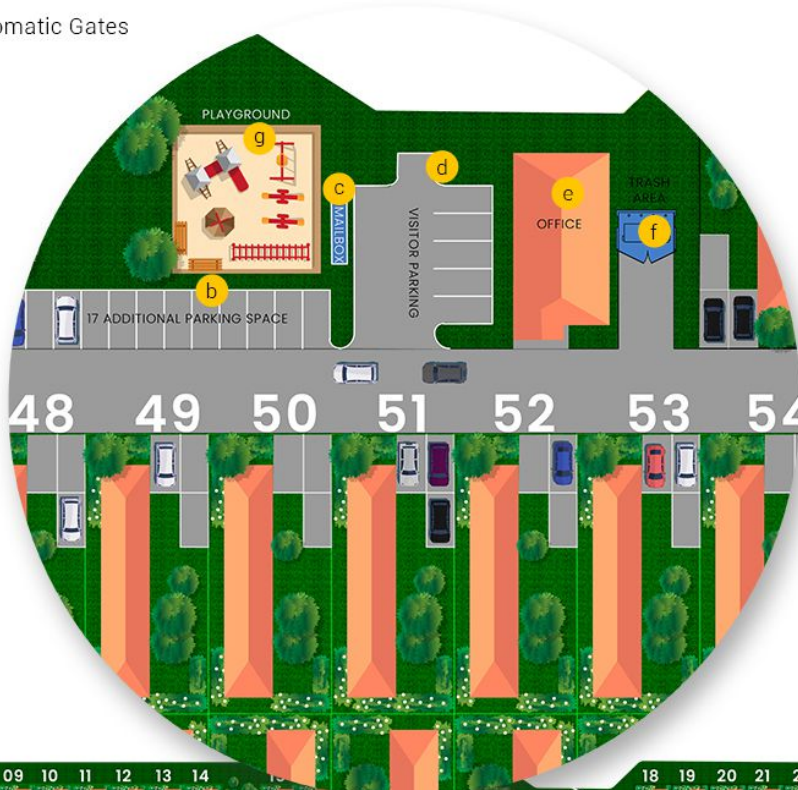 omatic Gates
PLAYGROUND
g
c
d
e
TRASH
AREA
MAILBOX
VISITOR PARKING
OFFICE
f
b
17 ADDITIONAL PARKING SPACE
48 49 50 51 52 53 54
09 10 11 12 13 14 18 19 20 21